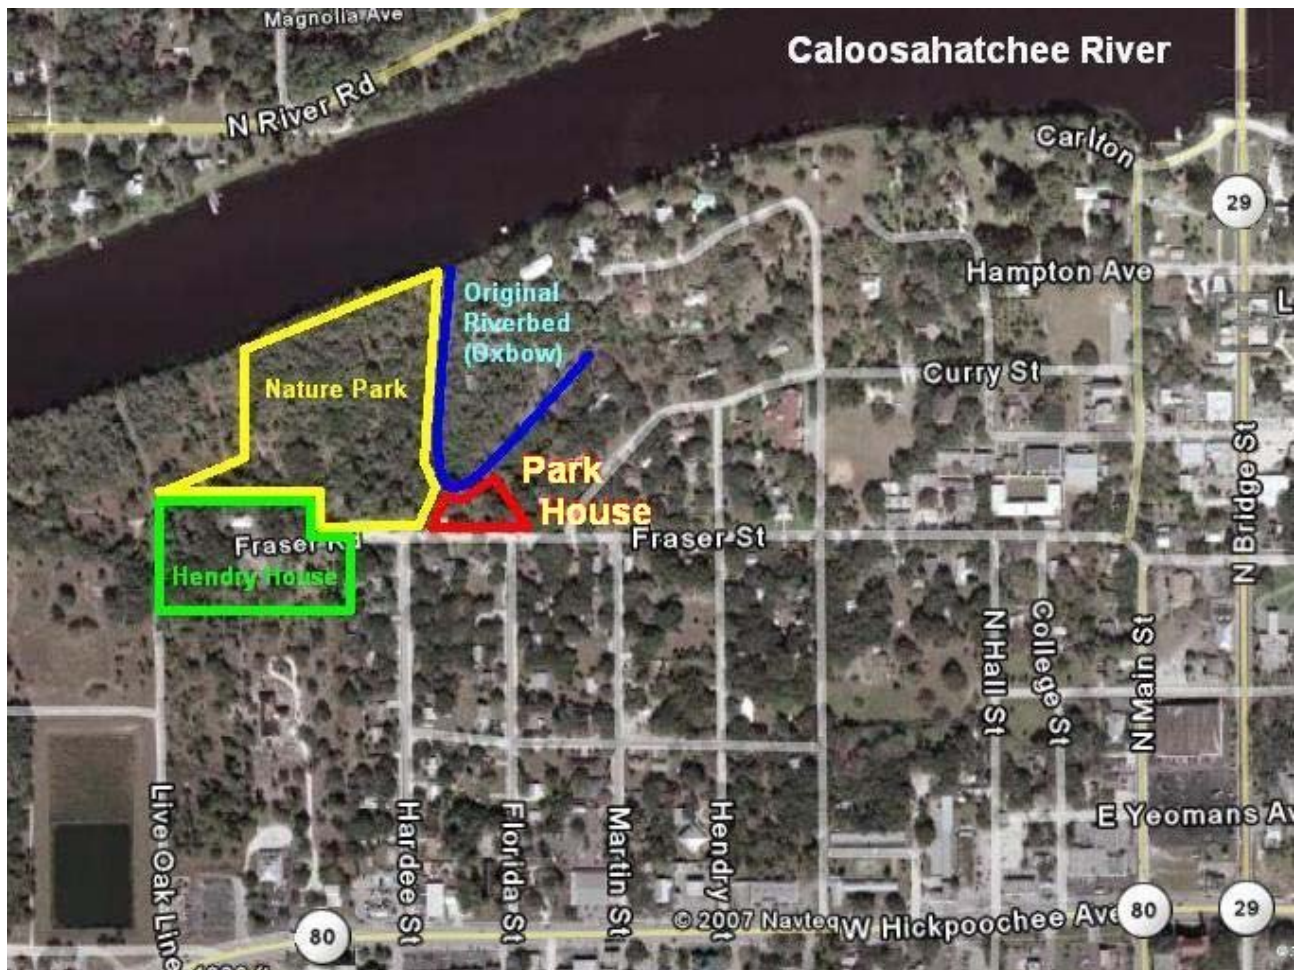 Magnolia Ave
Caloosahatchee River
N River Rd
Carlton
29
Hampton Ave
Original
Riverbed
(Oxbow)
Nature Park
Curry St
Park
House
N Bridge St
Fraser Rd
Fraser St
Hendry House
N Hall St
College St
N Main St
Live Oak Line
Hardee St
Florida St
Martin St
Hendry St
E Yeomans Av
© 2007 Navteq
W Hickpoochee Ave
80
80
29